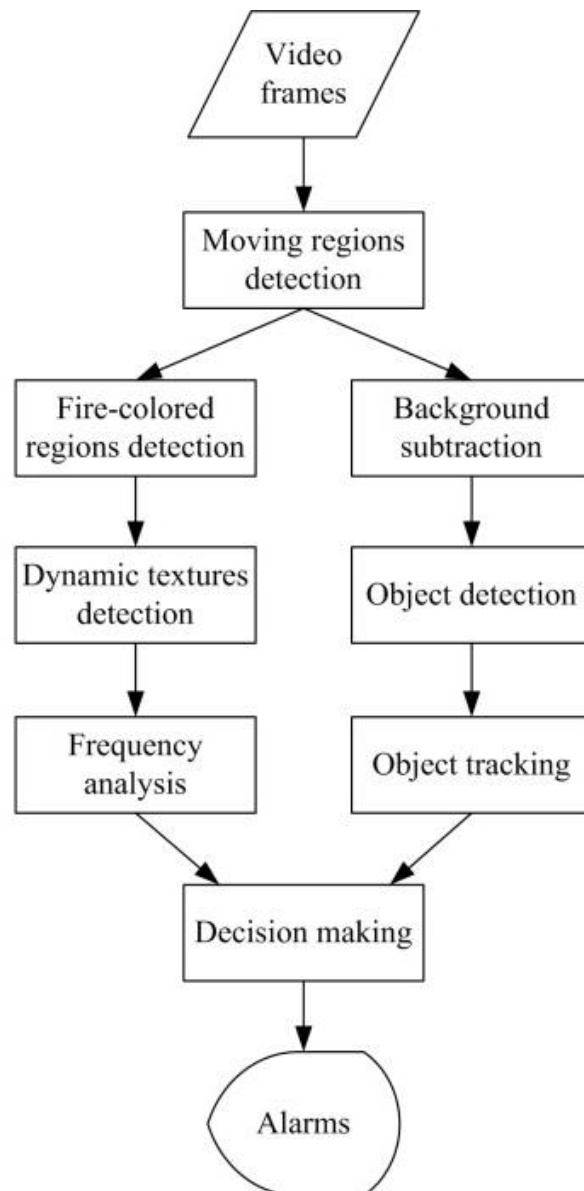 Video
frames
Moving regions
detection
Fire-colored
regions detection
Background
subtraction
Dynamic textures
detection
Object detection
Frequency
analysis
Object tracking
Decision making
Alarms